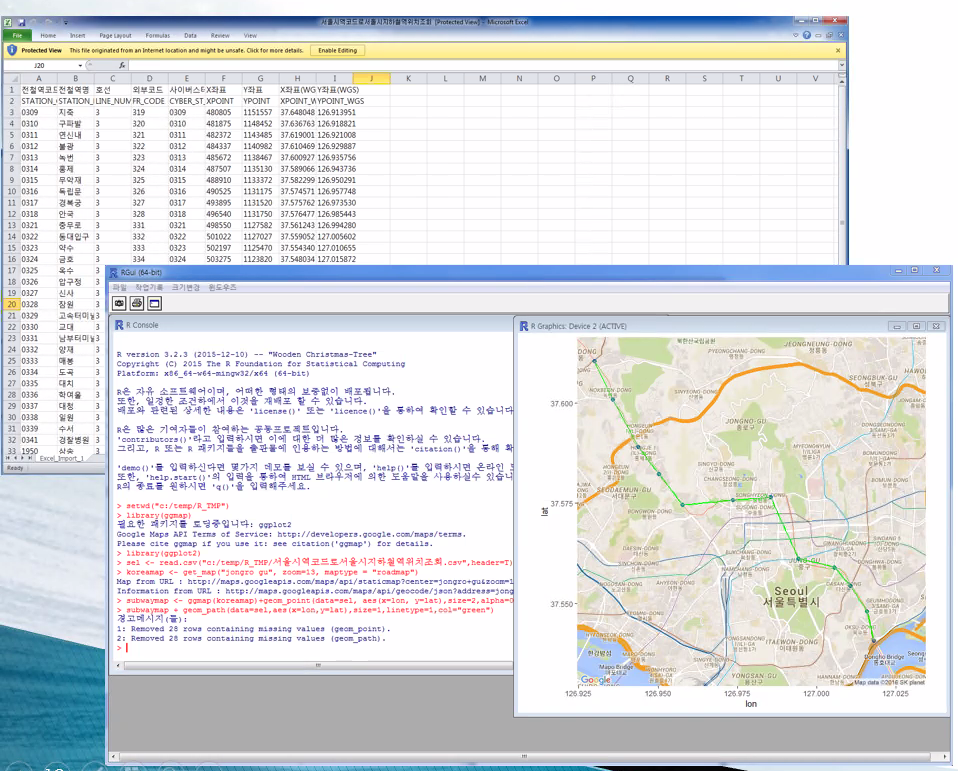 서울시역코드로서울시지하철역위치조회 [Protected View] - Microsoft Excel
File Home Insert Page Layout Formulas Data Review View
Protected View This file originated from an Internet location and might be unsafe. Click for more details. Enable Editing
J20 fx
A B C D E F G H I J K L M N O P Q R S T U V
1 전철역코드 전철역명 호선 외부코드 사이버스테 X좌표 Y좌표 X좌표(WG Y좌표(WGS)
2 STATION_ STATION_ LINE_NUM FR_CODE CYBER_ST XPOINT YPOINT XPOINT_W YPOINT_WGS
3 0309 지축 3 319 0309 480805 1151557 37.648048 126.913951
4 0310 구파발 3 320 0310 481875 1148452 37.636763 126.918821
5 0311 연신내 3 321 0311 482372 1143485 37.619001 126.921008
6 0312 불광 3 322 0312 484337 1140982 37.610469 126.929887
7 0313 녹번 3 323 0313 485672 1138467 37.600927 126.935756
8 0314 홍제 3 324 0314 487507 1135130 37.589066 126.943736
9 0315 무악재 3 325 0315 488910 1133372 37.582299 126.950291
10 0316 독립문 3 326 0316 490525 1131175 37.574571 126.957748
11 0317 경복궁 3 327 0317 493895 1131520 37.575762 126.973530
12 0318 안국 3 328 0318 496540 1131750 37.576477 126.985443
13 0321 충무로 3 331 0321 498550 1127582 37.561243 126.994280
14 0322 동대입구 3 332 0322 501022 1127027 37.559052 127.005602
15 0323 약수 3 333 0323 502197 1125470 37.554340 127.010655
16 0324 금호 3 334 0324 503275 1123820 37.548034 127.015872
17 0325 옥수 3
18 0326 압구정 3
19 0327 신사 3
20 0328 잠원 3
21 0329 고속터미널 3
22 0330 교대 3
23 0331 남부터미널 3
24 0332 양재 3
25 0333 매봉 3
26 0334 도곡 3
27 0335 대치 3
28 0336 학여울 3
29 0337 대청 3
30 0338 일원 3
31 0339 수서 3
32 0341 경찰병원 3
33 1950 삼송 3
Excel_Import_1
Ready
RGui (64-bit)
파일 작업기록 크기변경 윈도우즈
R Console
R version 3.2.3 (2015-12-10) -- "Wooden Christmas-Tree"
Copyright (C) 2015 The R Foundation for Statistical Computing
Platform: x86_64-w64-mingw32/x64 (64-bit)
R은 자유 소프트웨어이며, 어떠한 형태의 보증없이 배포됩니다.
또한, 일정한 조건하에서 이것을 재배포 할 수 있습니다.
배포와 관련된 상세한 내용은 'license()' 또는 'licence()'을 통하여 확인할 수 있습니다
R은 많은 기여자들이 참여하는 공동프로젝트입니다.
'contributors()'라고 입력하시면 이에 대한 더 많은 정보를 확인하실 수 있습니다.
그리고, R 또는 R 패키지들을 출판물에 인용하는 방법에 대해서는 'citation()'을 통해 확
'demo()'를 입력하신다면 몇가지 데모를 보실 수 있으며, 'help()'를 입력하시면 온라인
또한, 'help.start()'의 입력을 통하여 HTML 브라우저에 의한 도움말을 사용하실수 있습니
R의 종료를 원하시면 'q()'을 입력해주세요.
> setwd("c:/temp/R_TMP")
> library(ggmap)
필요한 패키지를 로딩중입니다: ggplot2
Google Maps API Terms of Service: http://developers.google.com/maps/terms.
Please cite ggmap if you use it: see citation('ggmap') for details.
> library(ggplot2)
> sel <- read.csv("c:/temp/R_TMP/서울시역코드로서울시지하철역위치조회.csv",header=T)
> koreamap <- get_map("jongro gu", zoom=13, maptype = "roadmap")
Map from URL : http://maps.googleapis.com/maps/api/staticmap?center=jongro+gu&zoom=1
Information from URL : http://maps.googleapis.com/maps/api/geocode/json?address=jong
> subwaymap <- ggmap(koreamap)+geom_point(data=sel, aes(x=lon, y=lat),size=2,alpha=0
> subwaymap + geom_path(data=sel,aes(x=lon,y=lat),size=1,linetype=1,col="green")
경고메시지(들):
1: Removed 28 rows containing missing values (geom_point).
2: Removed 28 rows containing missing values (geom_path).
>
R Graphics: Device 2 (ACTIVE)
북한산국립공원
JEONGNEUNG-DONG
정릉동
PYEONGCHANG-DONG
평창동
Seoul
서울특별시
ITAEWON-DONG
이태원동
YONGSAN-GU
용산구
Mapo Bridge
Dongho Bridge
동호대교
Google
Map data ©2016 SK planet
37.600
37.575
37.550
lat
126.925 126.950 126.975 127.000 127.025
lon